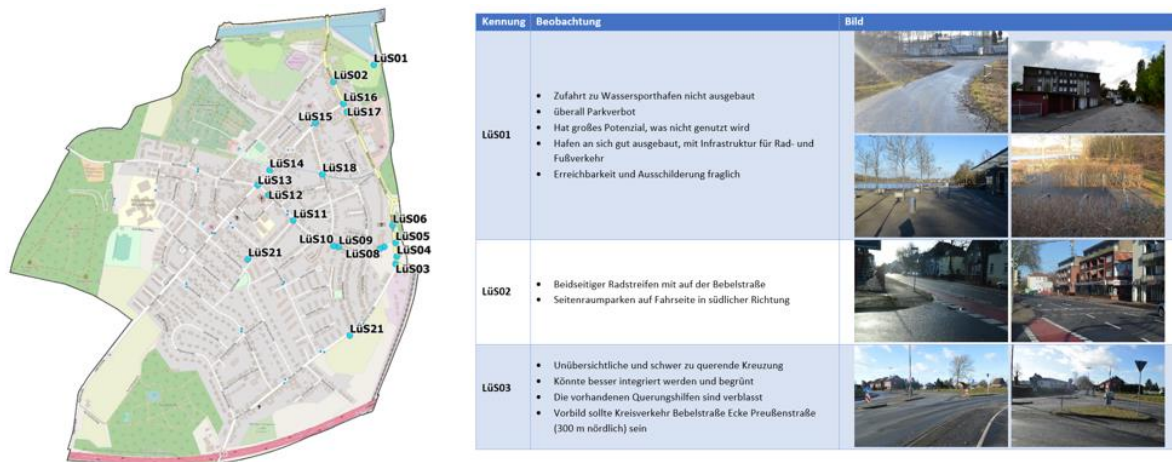 LüS01
LüS02
LüS16
LüS17
LüS15
LüS14
LüS18
LüS13
LüS12
LüS11
LüS06
LüS10
LüS09
LüS05
LüS08
LüS04
LüS21
LüS03
LüS21
Kennung Beobachtung Bild
LüS01
• Zufahrt zu Wassersporthafen nicht ausgebaut
• überall Parkverbot
• Hat großes Potenzial, was nicht genutzt wird
• Hafen an sich gut ausgebaut, mit Infrastruktur für Rad- und
Fußverkehr
• Erreichbarkeit und Ausschilderung fraglich
LüS02
• Beidseitiger Radstreifen mit auf der Bebelstraße
• Seitenraumparken auf Fahrseite in südlicher Richtung
LüS03
• Unübersichtliche und schwer zu querende Kreuzung
• Könnte besser integriert werden und begrünt
• Die vorhandenen Querungshilfen sind verblasst
• Vorbild sollte Kreisverkehr Bebelstraße Ecke Preußenstraße
(300 m nördlich) sein